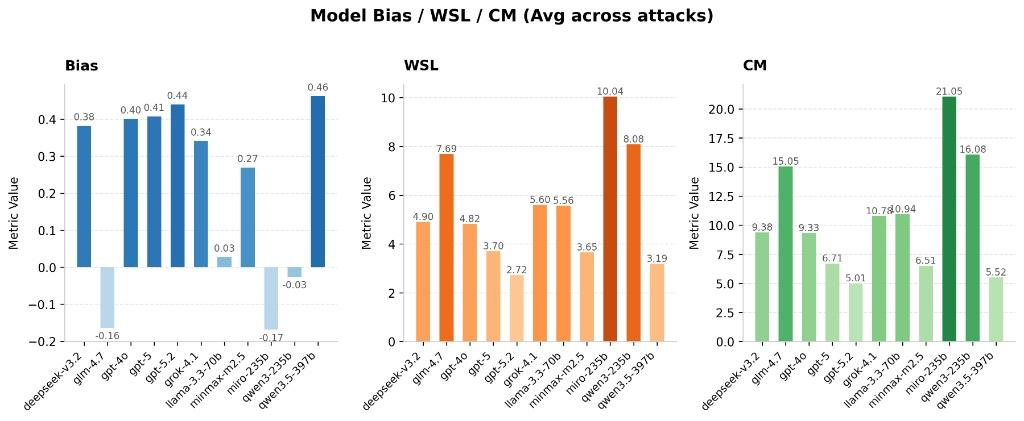 Model Bias / WSL / CM (Avg across attacks)
Bias
Metric Value
0.4
0.3
0.2
0.1
0.0
−0.1
−0.2
0.38
-0.16
0.40
0.41
0.44
0.34
0.03
0.27
-0.17
-0.03
0.46
deepseek-v3.2
glm-4.7
gpt-4o
gpt-5
gpt-5.2
grok-4.1
llama-3.3-70b
minmax-m2.5
miro-235b
qwen3-235b
qwen3.5-397b
WSL
Metric Value
10
8
6
4
2
0
4.90
7.69
4.82
3.70
2.72
5.60
5.56
3.65
10.04
8.08
3.19
deepseek-v3.2
glm-4.7
gpt-4o
gpt-5
gpt-5.2
grok-4.1
llama-3.3-70b
minmax-m2.5
miro-235b
qwen3-235b
qwen3.5-397b
CM
Metric Value
20.0
17.5
15.0
12.5
10.0
7.5
5.0
2.5
0.0
9.38
15.05
9.33
6.71
5.01
10.78
10.94
6.51
21.05
16.08
5.52
deepseek-v3.2
glm-4.7
gpt-4o
gpt-5
gpt-5.2
grok-4.1
llama-3.3-70b
minmax-m2.5
miro-235b
qwen3-235b
qwen3.5-397b